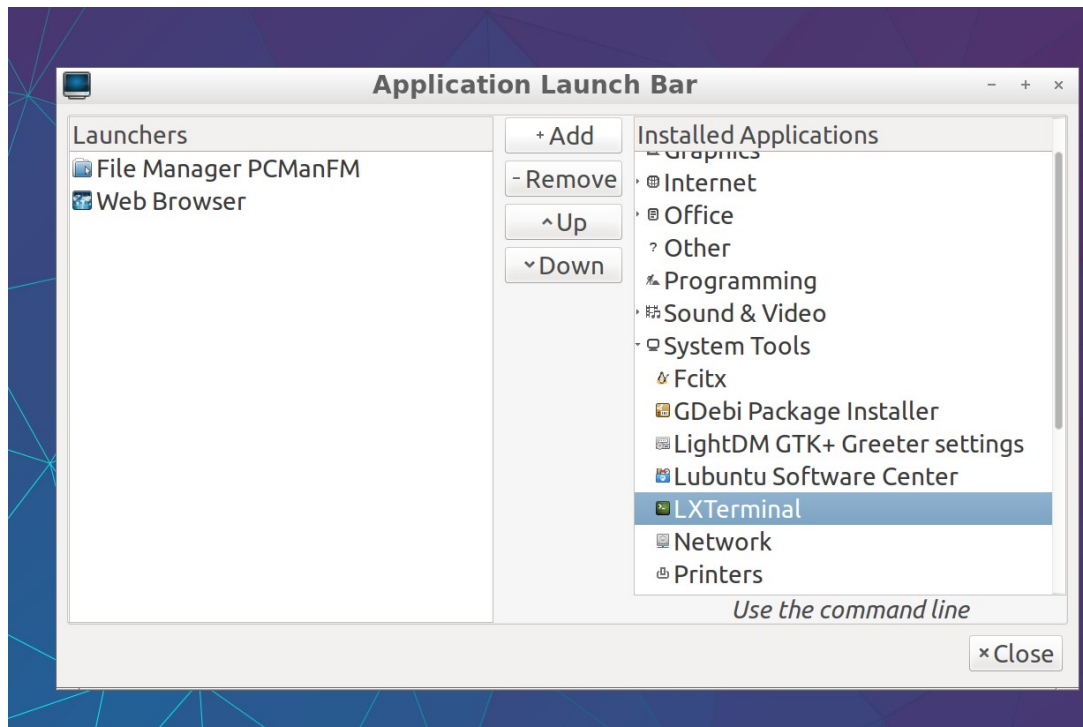 Application Launch Bar
Launchers
File Manager PCManFM
Web Browser
+ Add
- Remove
Up
Down
Installed Applications
Graphics
Internet
Office
? Other
Programming
Sound & Video
System Tools
Fcitx
GDebi Package Installer
LightDM GTK+ Greeter settings
Lubuntu Software Center
LXTerminal
Network
Printers
Use the command line
× Close